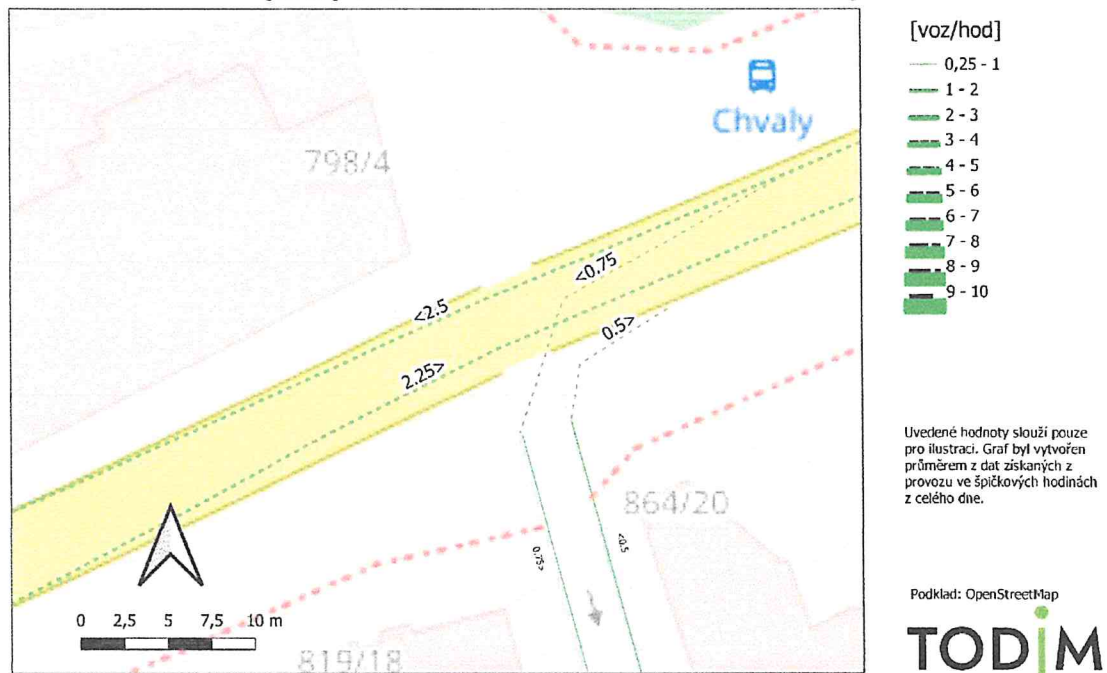 [voz/hod]
0,25 - 1
1 - 2
2 - 3
3 - 4
4 - 5
5 - 6
6 - 7
7 - 8
8 - 9
9 - 10
Chvaly
798/4
<0.75
<2.5
0.5>
2.25>
864/20
0.75>
<0.5
0 2,5 5 7,5 10 m
819/18
Uvedené hodnoty slouží pouze
pro ilustraci. Graf byl vytvořen
průměrem z dat získaných z
provozu ve špičkových hodinách
z celého dne.
Podklad: OpenStreetMap
TODiM